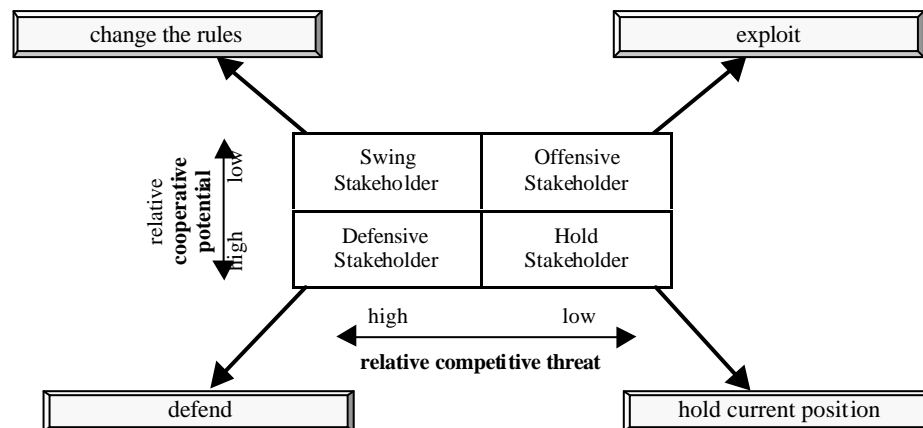 change the rules
exploit
Swing
Stakeholder
Offensive
Stakeholder
relative
cooperative
potential
low
high
Defensive
Stakeholder
Hold
Stakeholder
high
low
relative competitive threat
defend
hold current position